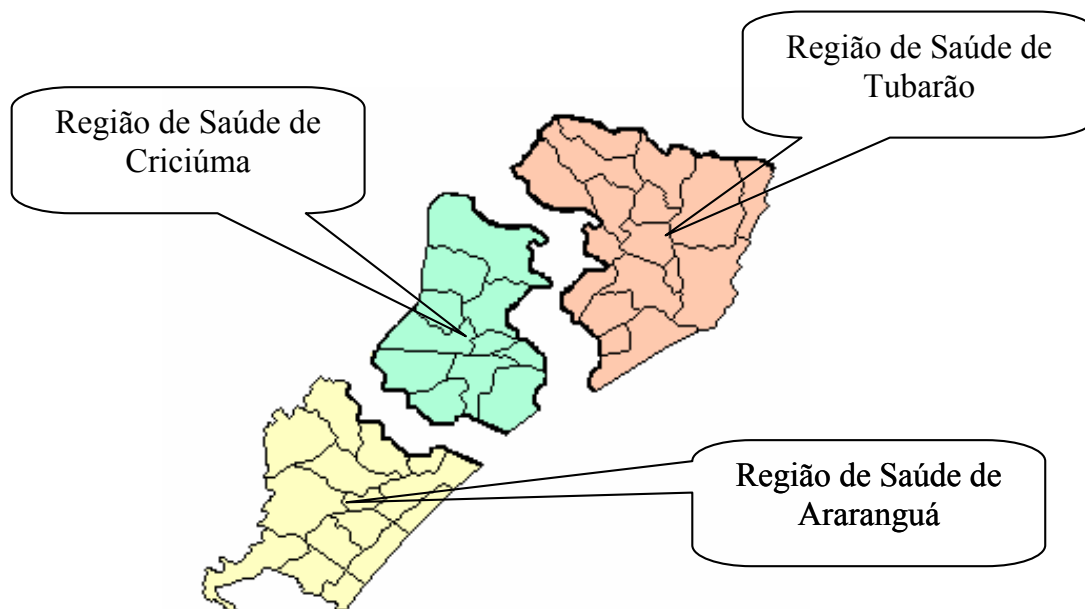 Região de Saúde de
Tubarão
Região de Saúde de
Criciúma
Região de Saúde de
Araranguá